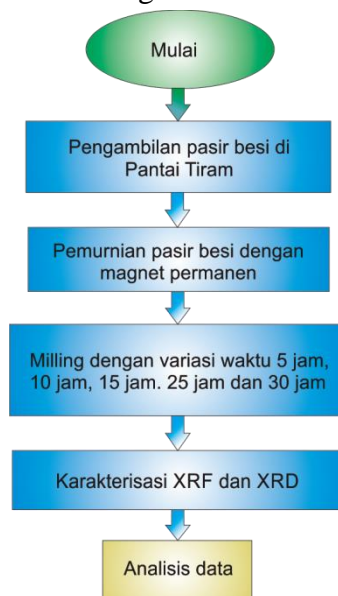 Mulai
Pengambilan pasir besi di
Pantai Tiram
Pemurnian pasir besi dengan
magnet permanen
Milling dengan variasi waktu 5 jam,
10 jam, 15 jam. 25 jam dan 30 jam
Karakterisasi XRF dan XRD
Analisis data